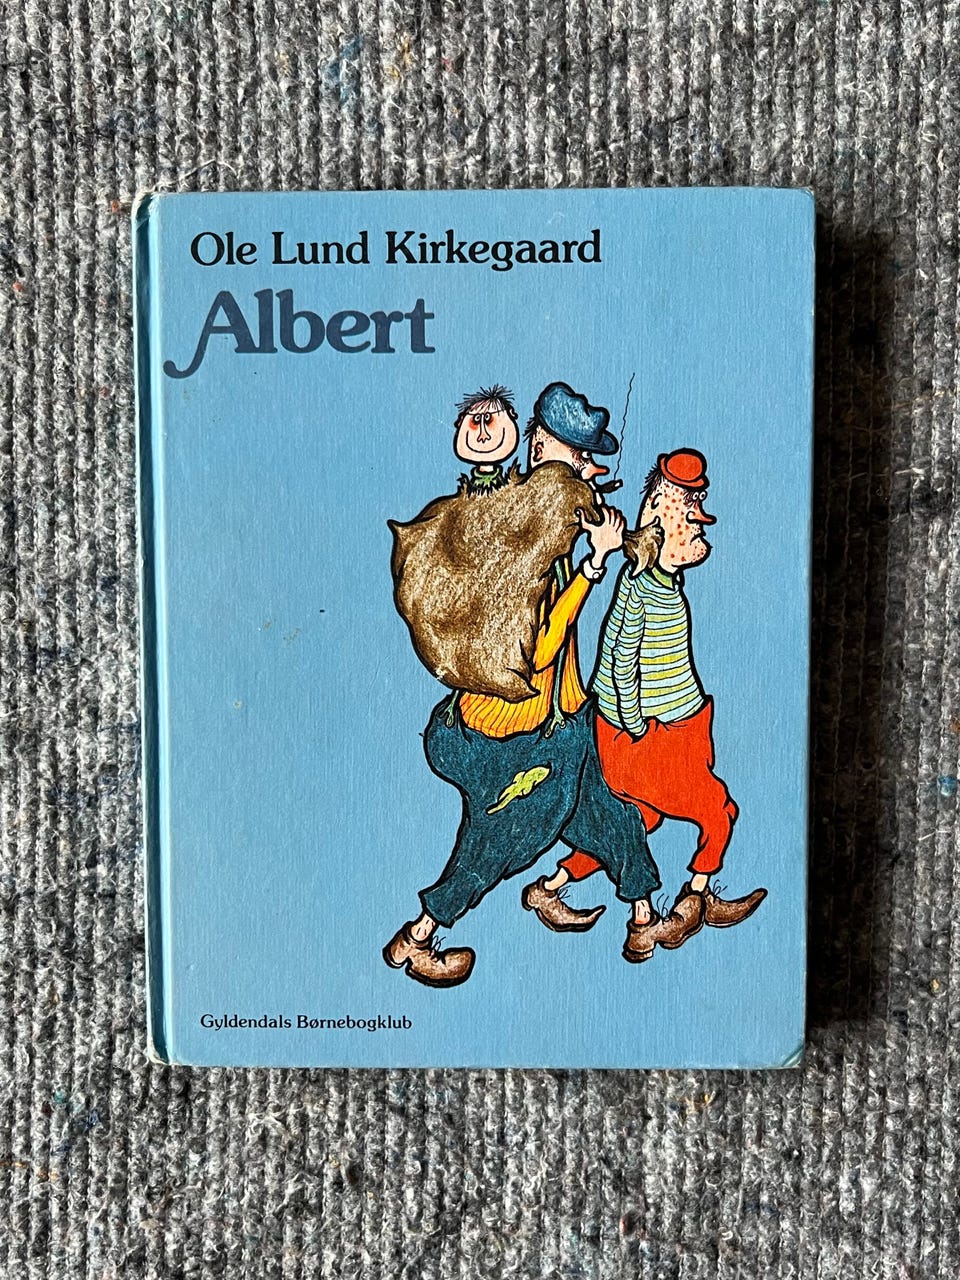 Ole Lund Kirkegaard
Albert
Gyldendals Børnebogklub